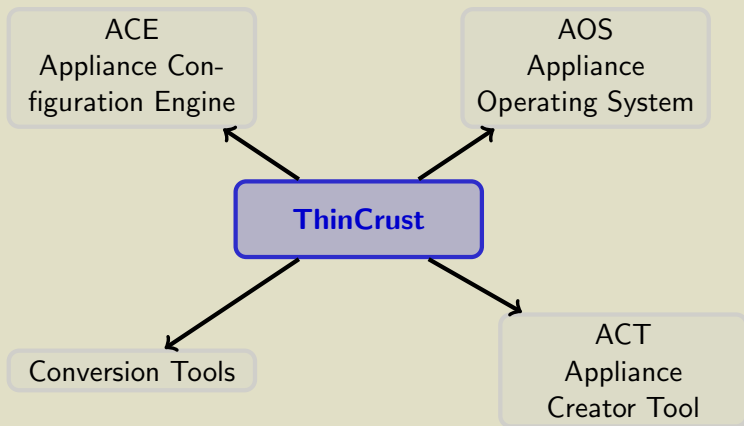 ACE
Appliance Con-
figuration Engine
AOS
Appliance
Operating System
ThinCrust
Conversion Tools
ACT
Appliance
Creator Tool